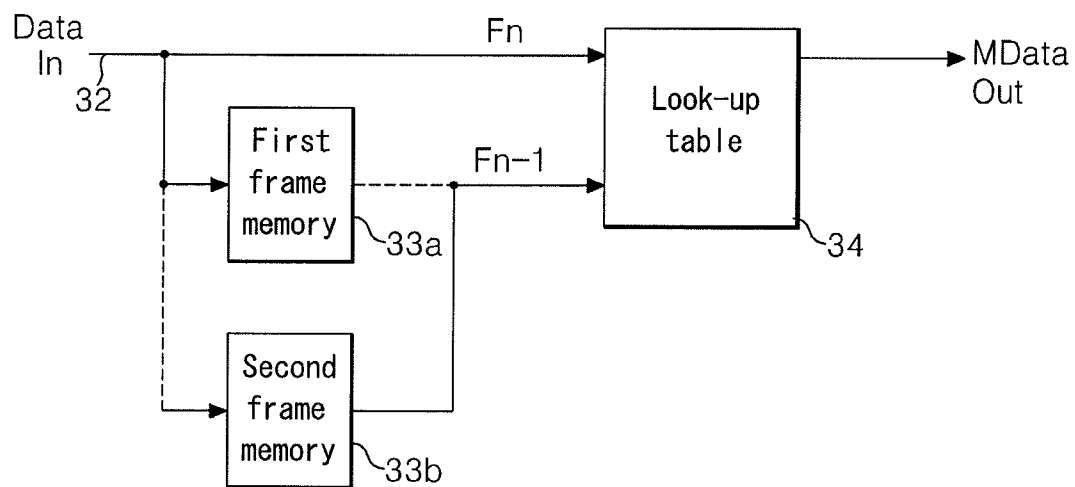 Data
In
32
Fn
Look-up
table
34
MData
Out
First
frame
memory
33a
Fn-1
Second
frame
memory
33b